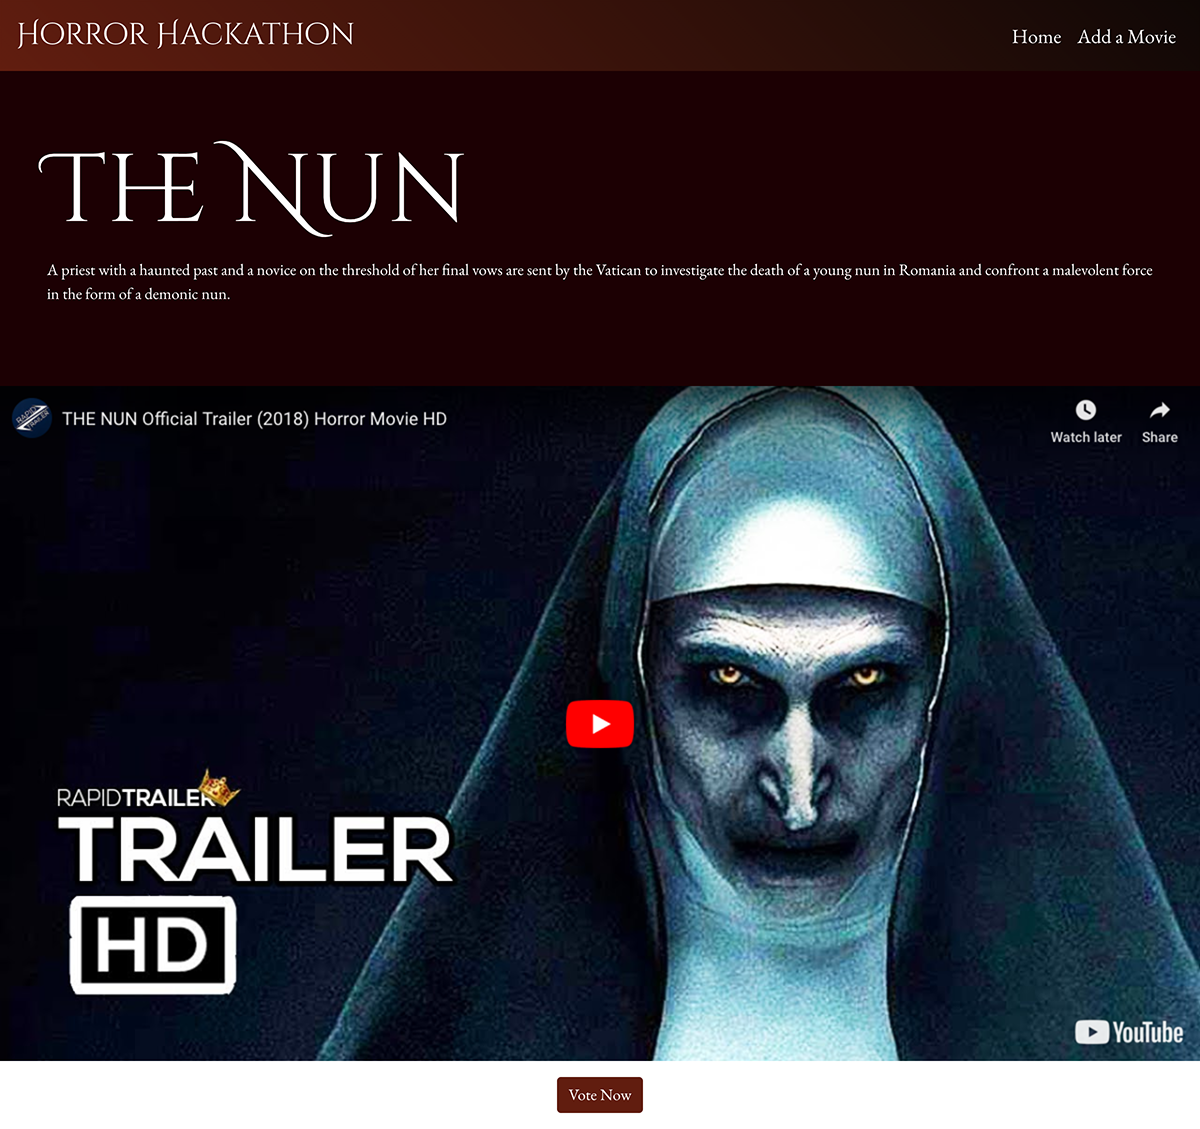 Horror Hackathon
Home Add a Movie
The Nun
A priest with a haunted past and a novice on the threshold of her final vows are sent by the Vatican to investigate the death of a young nun in Romania and confront a malevolent force
in the form of a demonic nun.
RAPID TRAILER
THE NUN Official Trailer (2018) Horror Movie HD
Watch later Share
RAPIDTRAILER
TRAILER
HD
YouTube
Vote Now